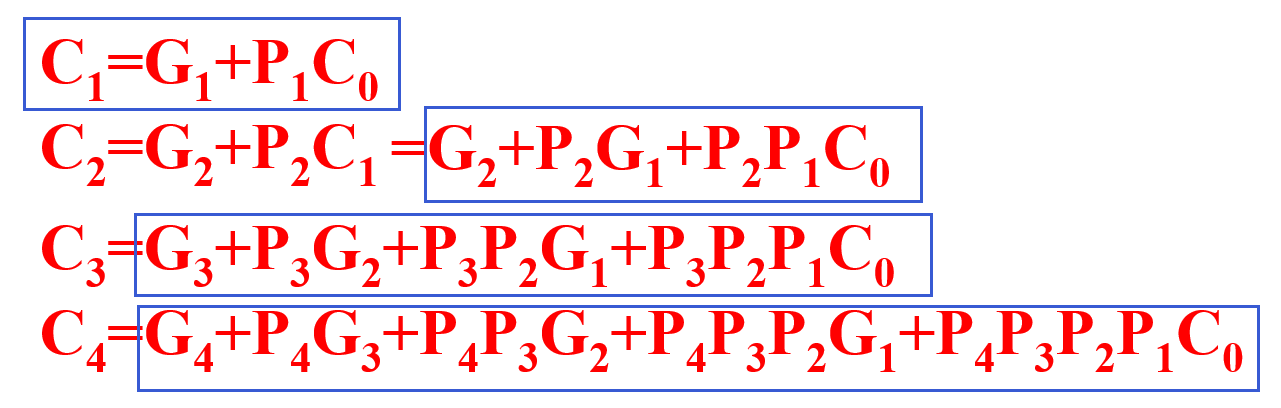 C₁=G₁+P₁C₀
C₂=G₂+P₂C₁ =G₂+P₂G₁+P₂P₁C₀
C₃=G₃+P₃G₂+P₃P₂G₁+P₃P₂P₁C₀
C₄=G₄+P₄G₃+P₄P₃G₂+P₄P₃P₂G₁+P₄P₃P₂P₁C₀